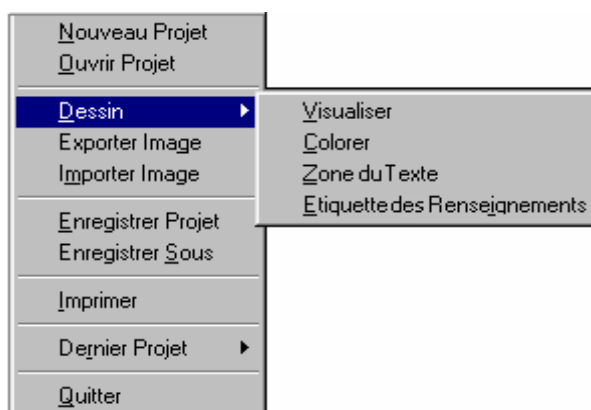 Nouveau Projet
Ouvrir Projet
Dessin
Exporter Image
Importer Image
Enregistrer Projet
Enregistrer Sous
Imprimer
Dernier Projet
Quitter
Visualiser
Colorer
Zone du Texte
Etiquette des Renseignements